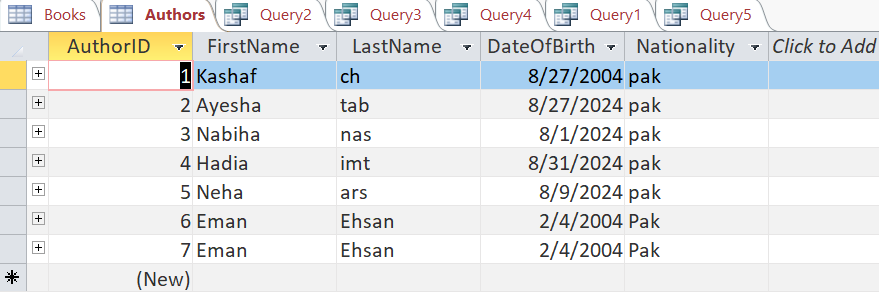 Books Authors Query2 Query3 Query4 Query1 Query5
AuthorID FirstName LastName DateOfBirth Nationality Click to Add
1 Kashaf ch 8/27/2004 pak
2 Ayesha tab 8/27/2024 pak
3 Nabiha nas 8/1/2024 pak
4 Hadia imt 8/31/2024 pak
5 Neha ars 8/9/2024 pak
6 Eman Ehsan 2/4/2004 Pak
7 Eman Ehsan 2/4/2004 Pak
(New)